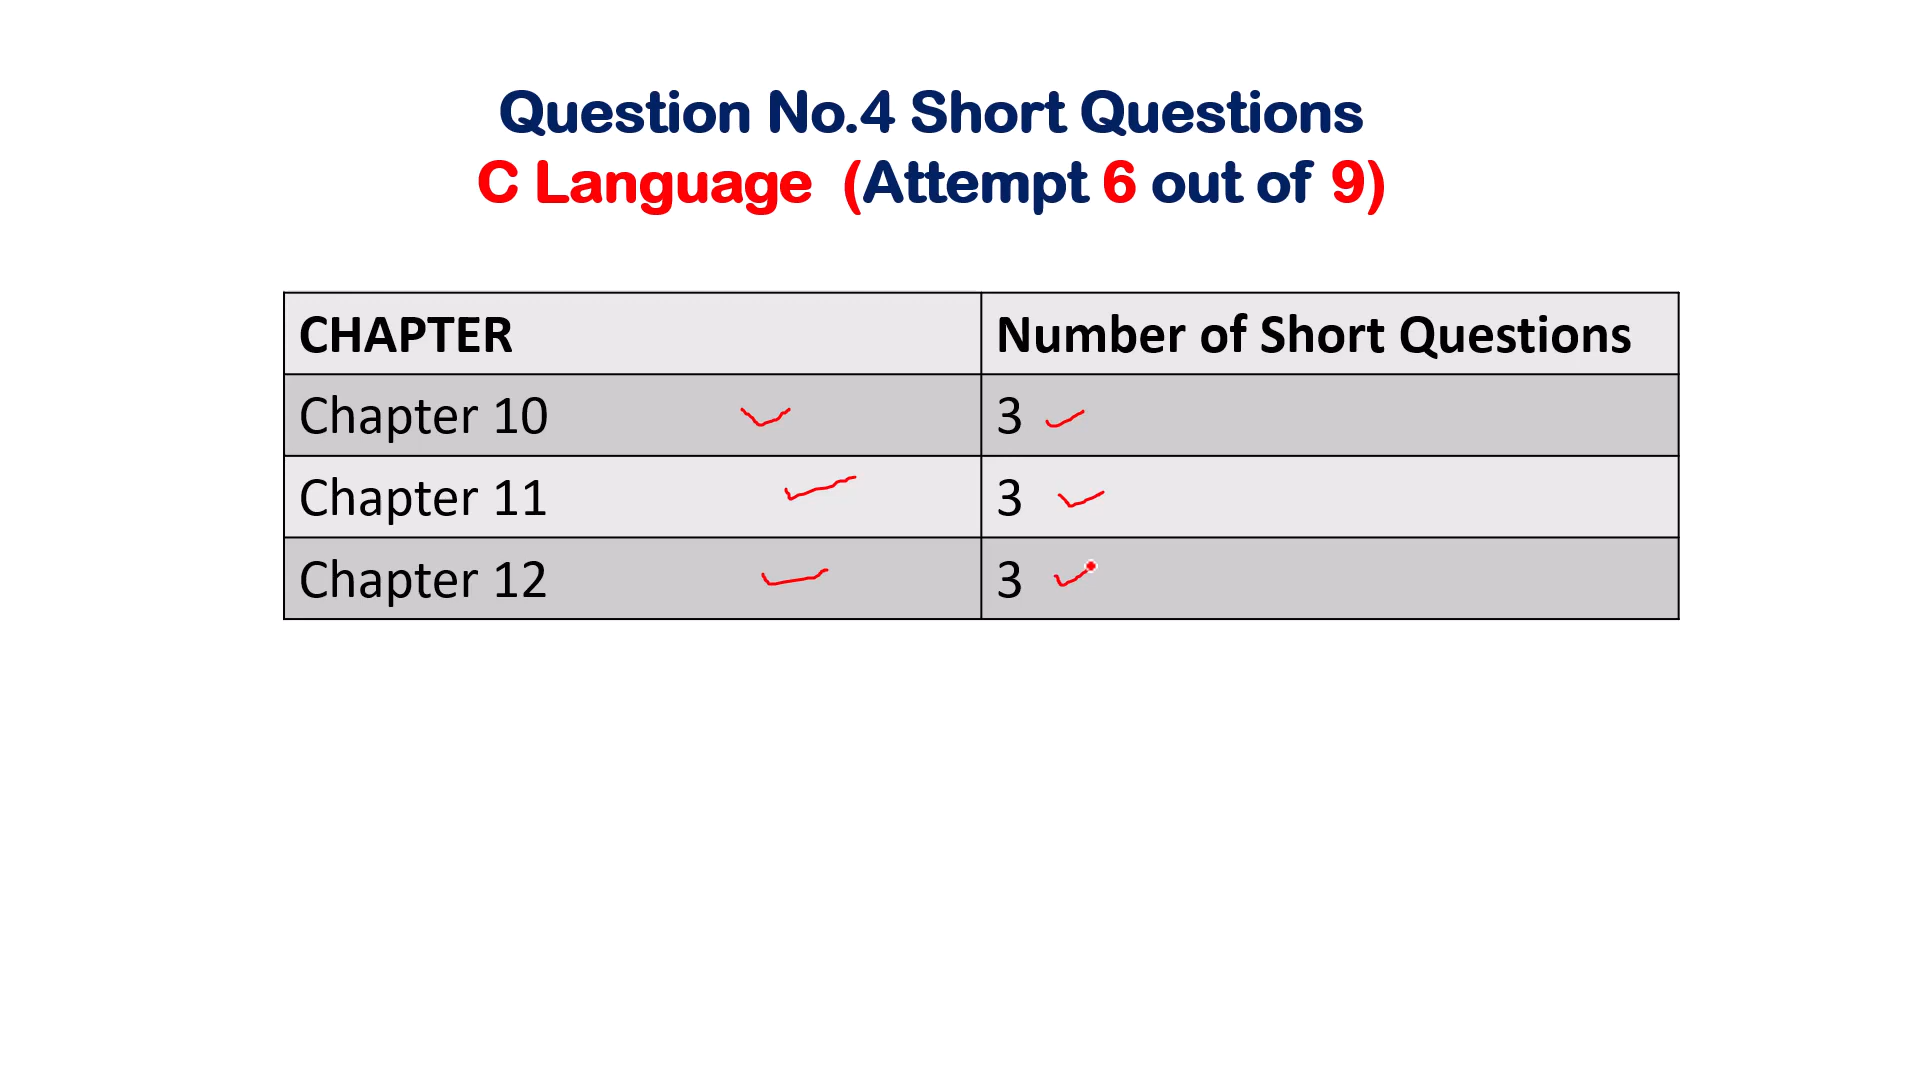 Question No.4 Short Questions
C Language (Attempt 6 out of 9)
CHAPTER Number of Short Questions
Chapter 10 3
Chapter 11 3
Chapter 12 3